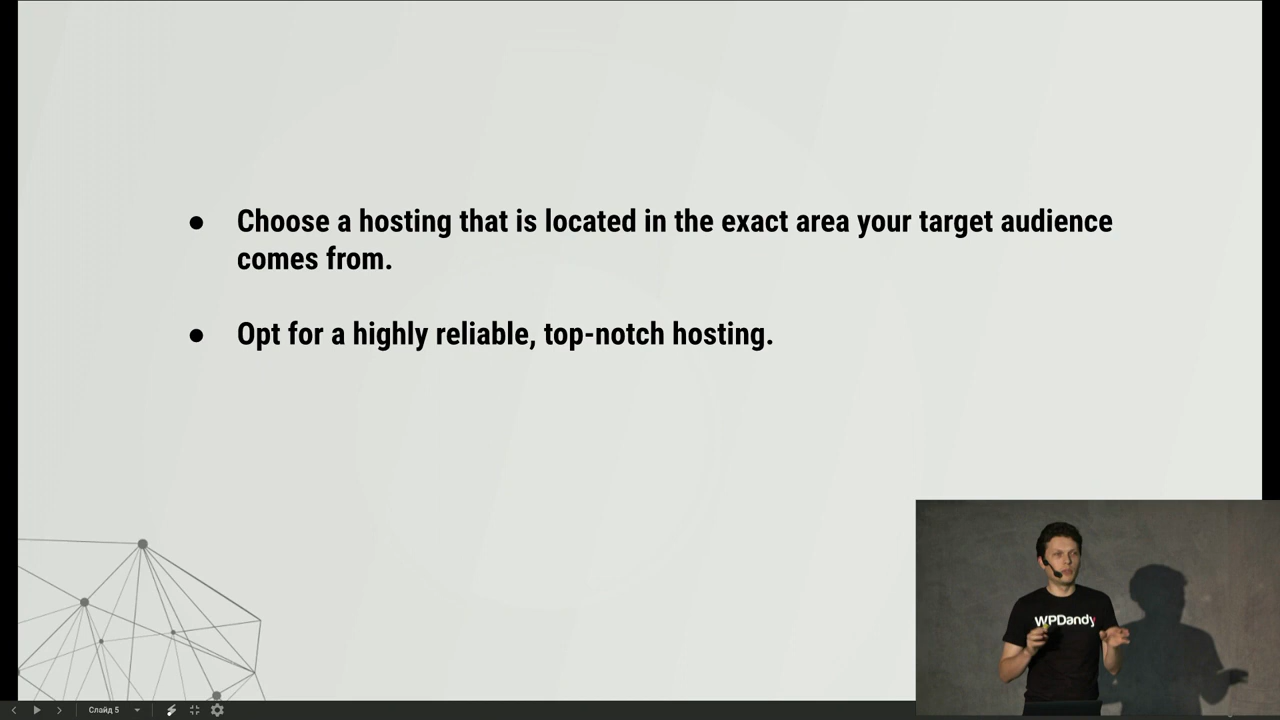 ● Choose a hosting that is located in the exact area your target audience
comes from.
● Opt for a highly reliable, top-notch hosting.
WPDandy
Слайд 5